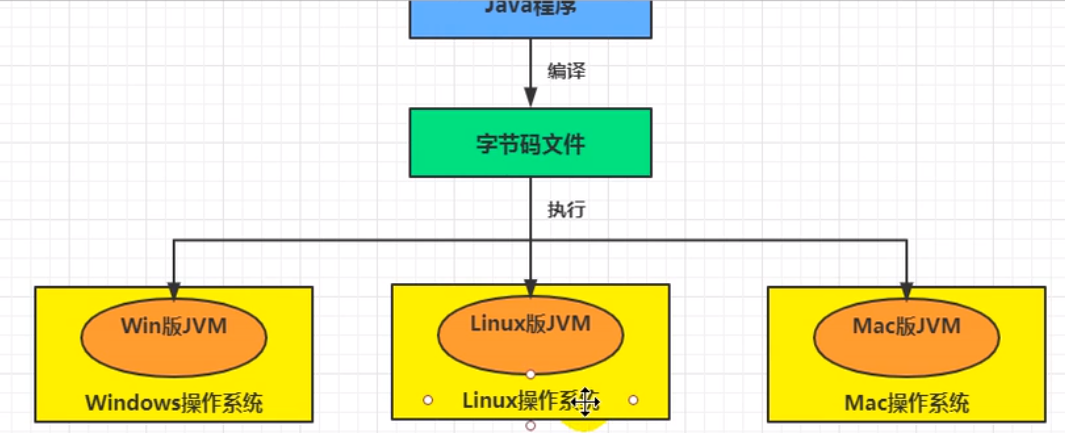 Java程序
编译
字节码文件
执行
Win版JVM
Linux版JVM
Mac版JVM
Windows操作系统
Linux操作系统
Mac操作系统